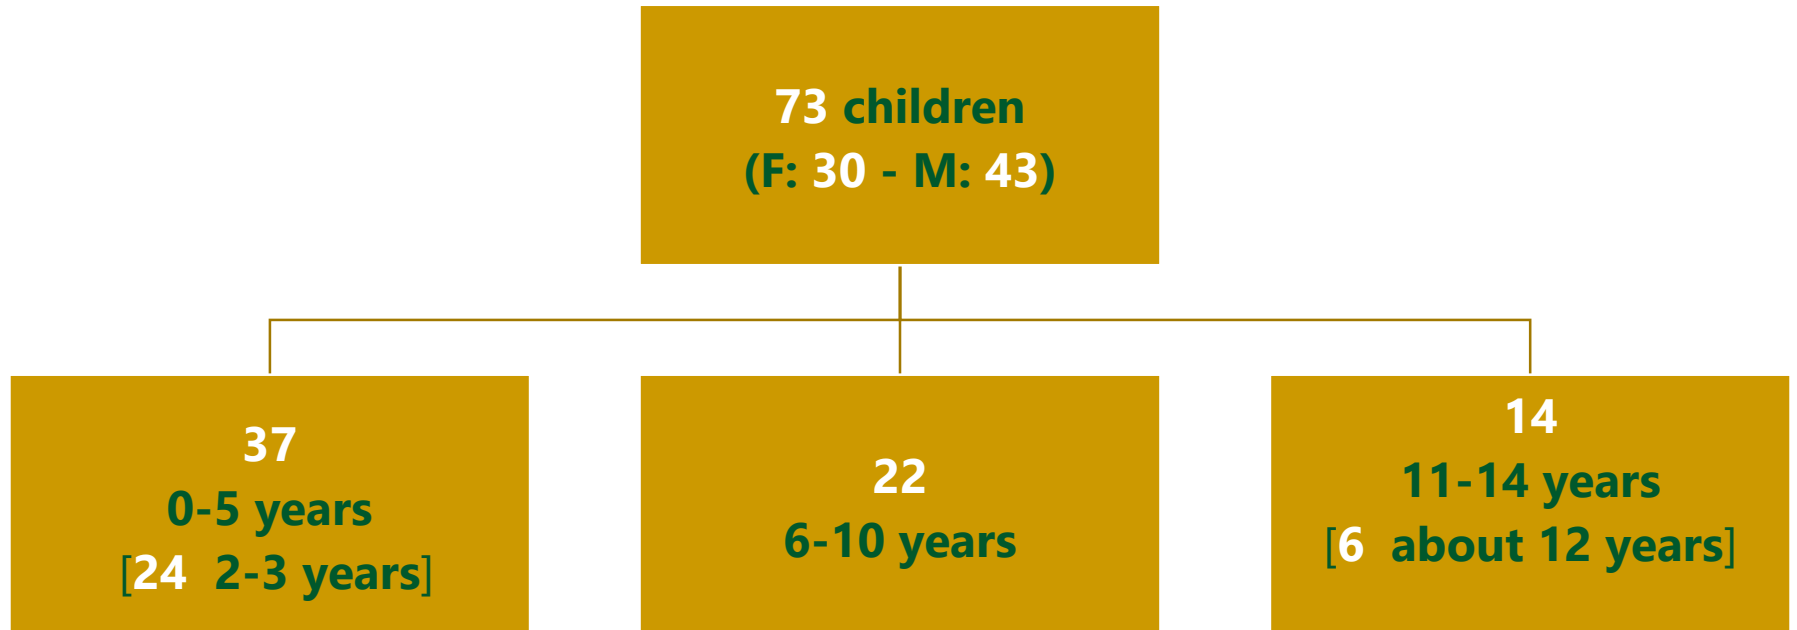 73 children
(F: 30 - M: 43)
37
0-5 years
[24  2-3 years]
22
6-10 years
14
11-14 years
[6  about 12 years]